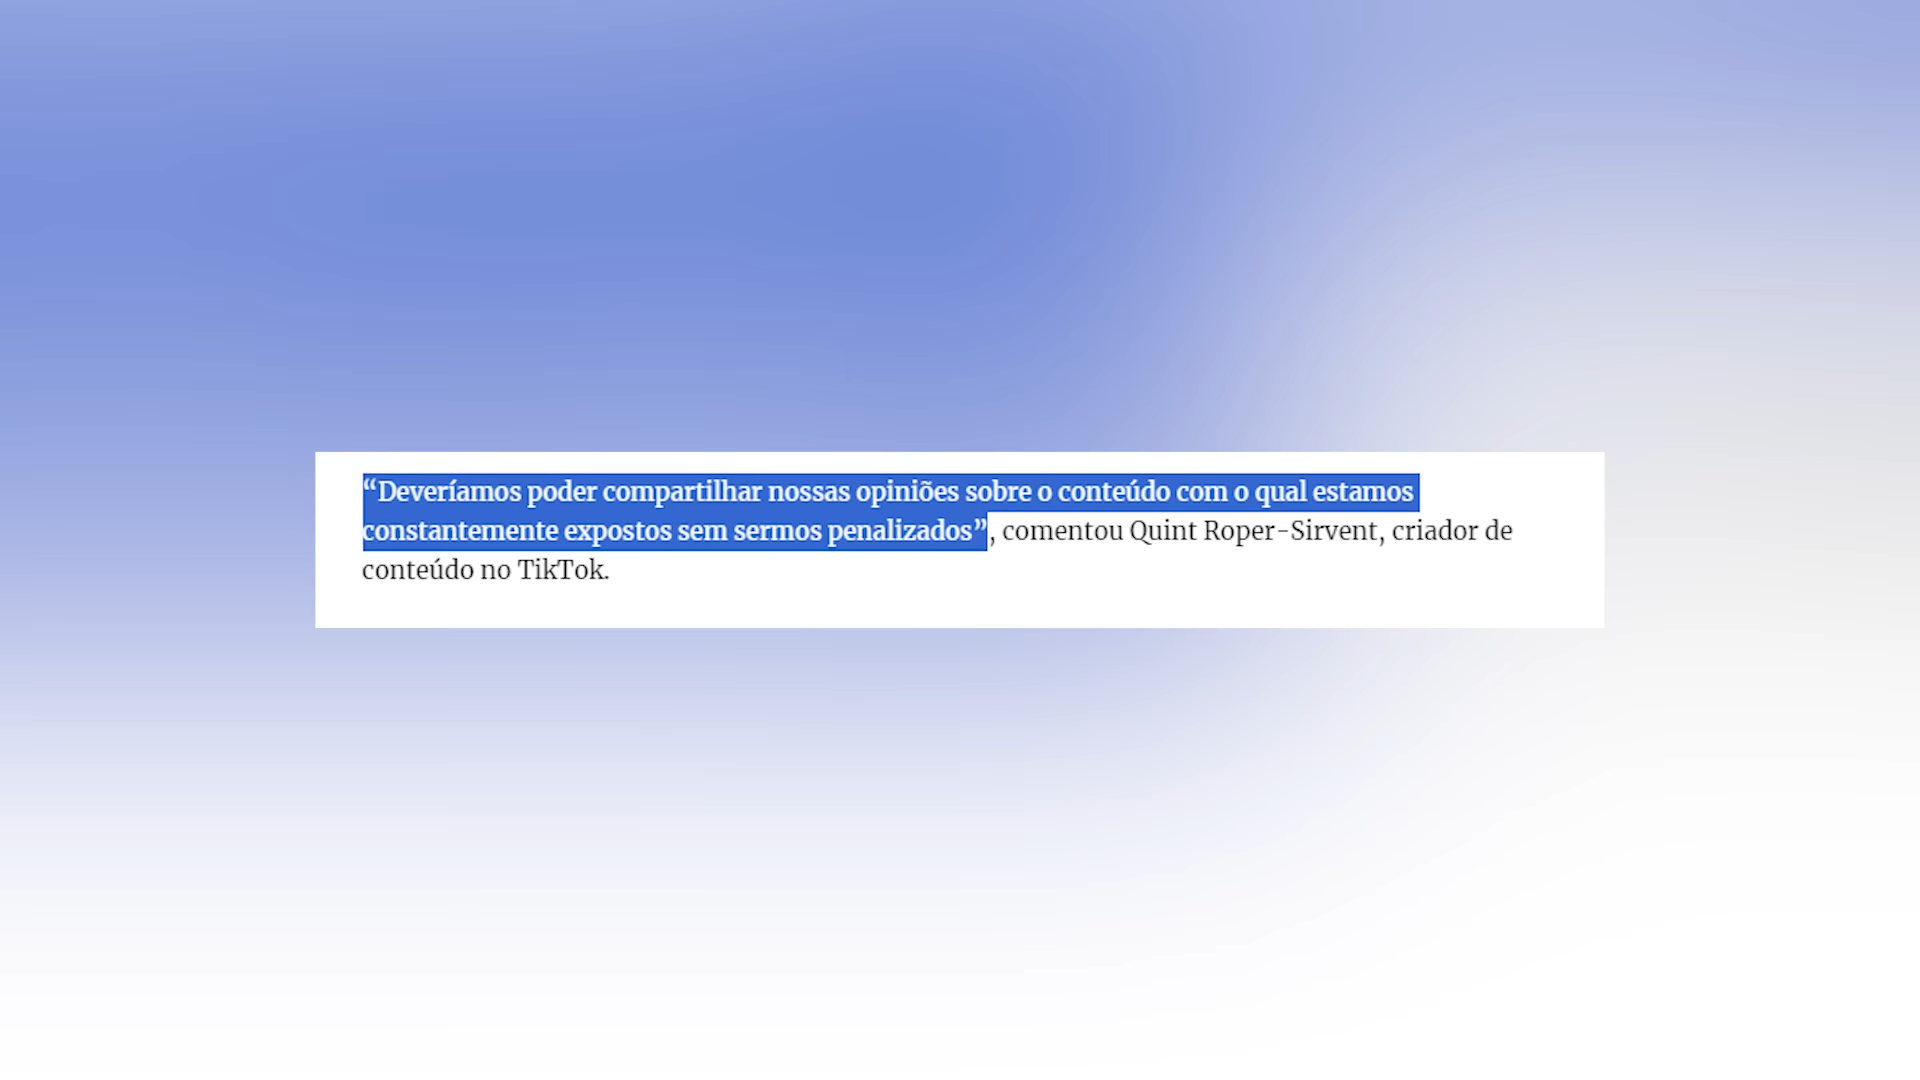 “Deveríamos poder compartilhar nossas opiniões sobre o conteúdo com o qual estamos
constantemente expostos sem sermos penalizados”, comentou Quint Roper-Sirvent, criador de
conteúdo no TikTok.